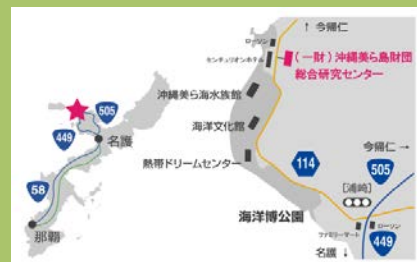 505
449
名護
58
那覇
↑ 今帰仁
ローソン
センチュリオンホテル
(一財) 沖縄美ら島財団
総合研究センター
沖縄美ら海水族館
海洋文化館
熱帯ドリームセンター
114
今帰仁 →
505
[浦崎]
海洋博公園
ファミリーマート
ローソン
449
名護 ↓